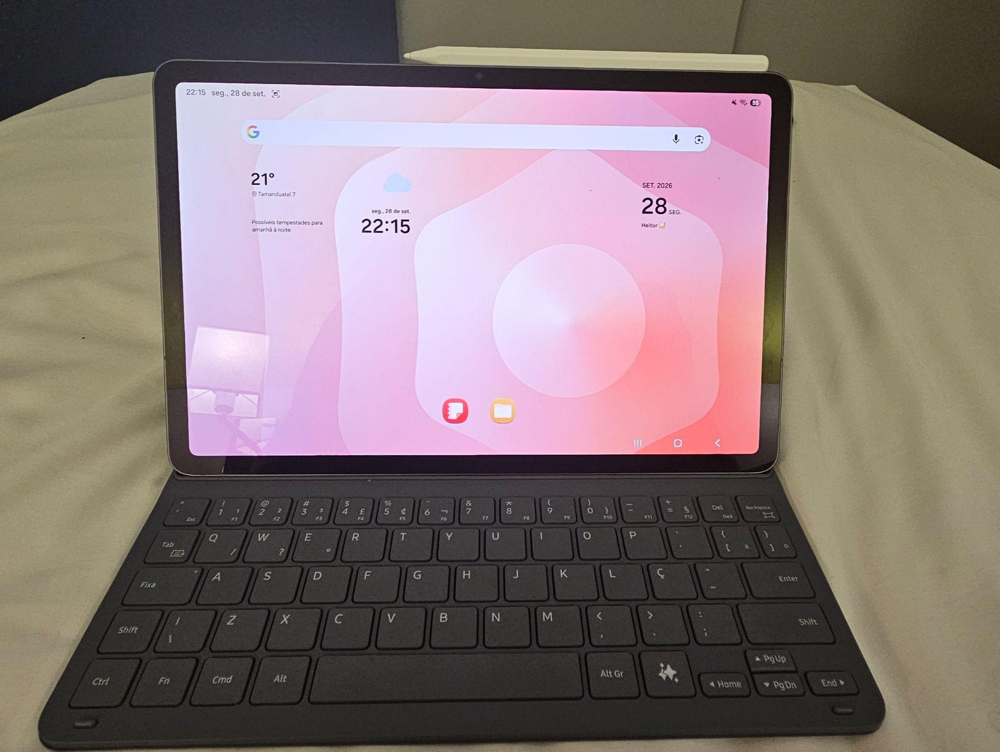 22:15 seg., 28 de set.
55
G
21°
Tamanduateí 7
Possíveis tempestades para
amanhã à noite
seg., 28 de set.
22:15
SET. 2026
28 SEG.
Heitor
" ' Esc ! 1 ¹ F1 @ 2 ² F2 # 3 ³ F3 $ 4 £ F4 % 5 ¢ F5 ¨ 6 ¬ F6 & 7 F7 * 8 F8 ( 9 F9 ) 0 } F10 _ - F11 + = § F12 Del DeX Backspace
Tab Q / W ? E ° R T Y U I O P ` ´ { [ ª } ] º
Fixa A S D F G H J K L Ç ^ ~ Enter
Shift | \ Z X C V B N M < , > . : ; Shift
Ctrl Fn Cmd Alt Alt Gr Home PgUp PgDn End